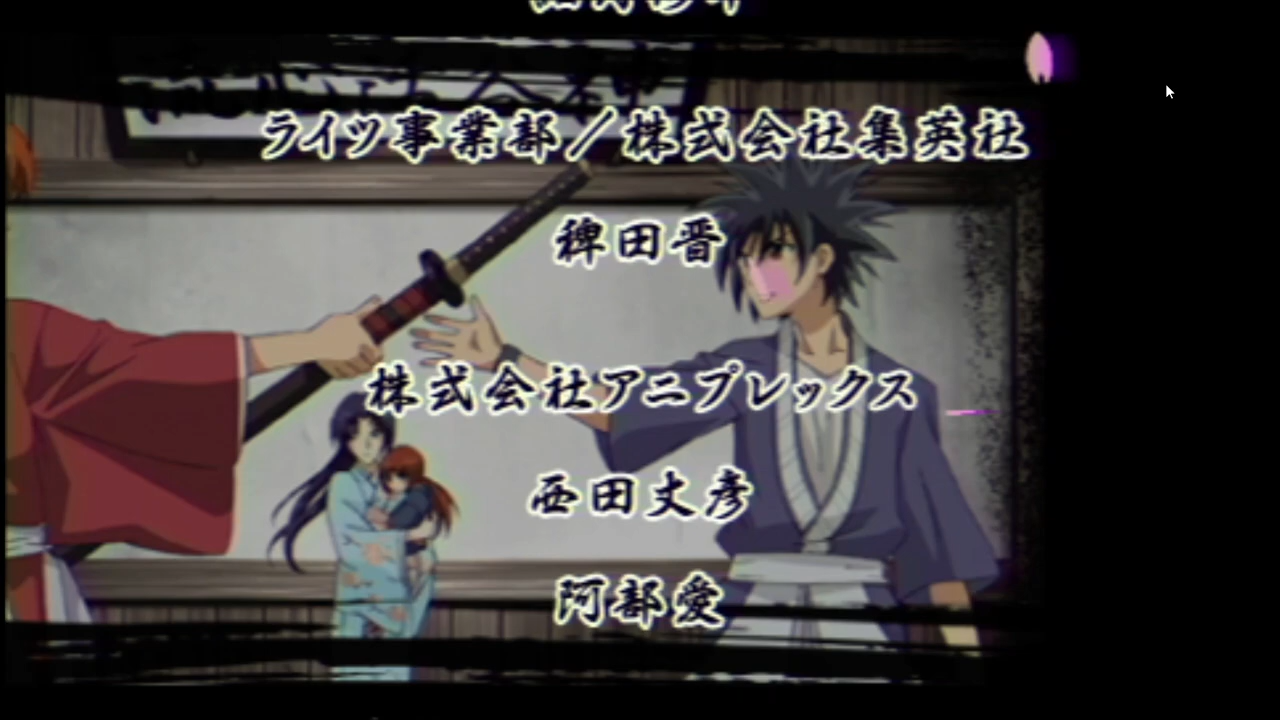 ライツ事業部／株式会社集英社
稗田晋
株式会社アニプレックス
西田丈彦
阿部愛